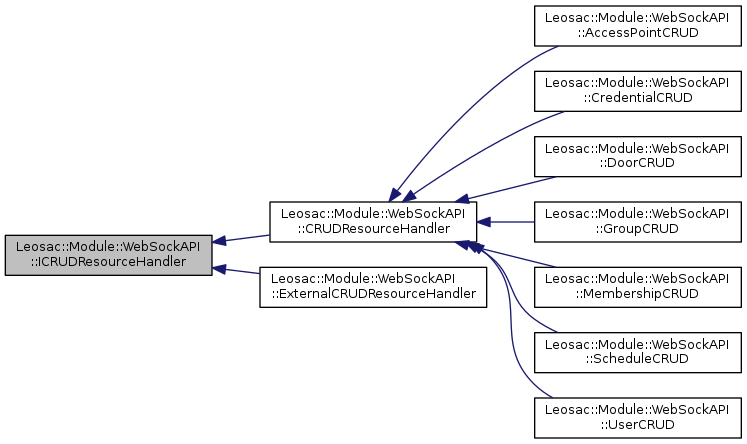 Leosac::Module::WebSockAPI
::ICRUDResourceHandler
Leosac::Module::WebSockAPI
::CRUDResourceHandler
Leosac::Module::WebSockAPI
::ExternalCRUDResourceHandler
Leosac::Module::WebSockAPI
::AccessPointCRUD
Leosac::Module::WebSockAPI
::CredentialCRUD
Leosac::Module::WebSockAPI
::DoorCRUD
Leosac::Module::WebSockAPI
::GroupCRUD
Leosac::Module::WebSockAPI
::MembershipCRUD
Leosac::Module::WebSockAPI
::ScheduleCRUD
Leosac::Module::WebSockAPI
::UserCRUD